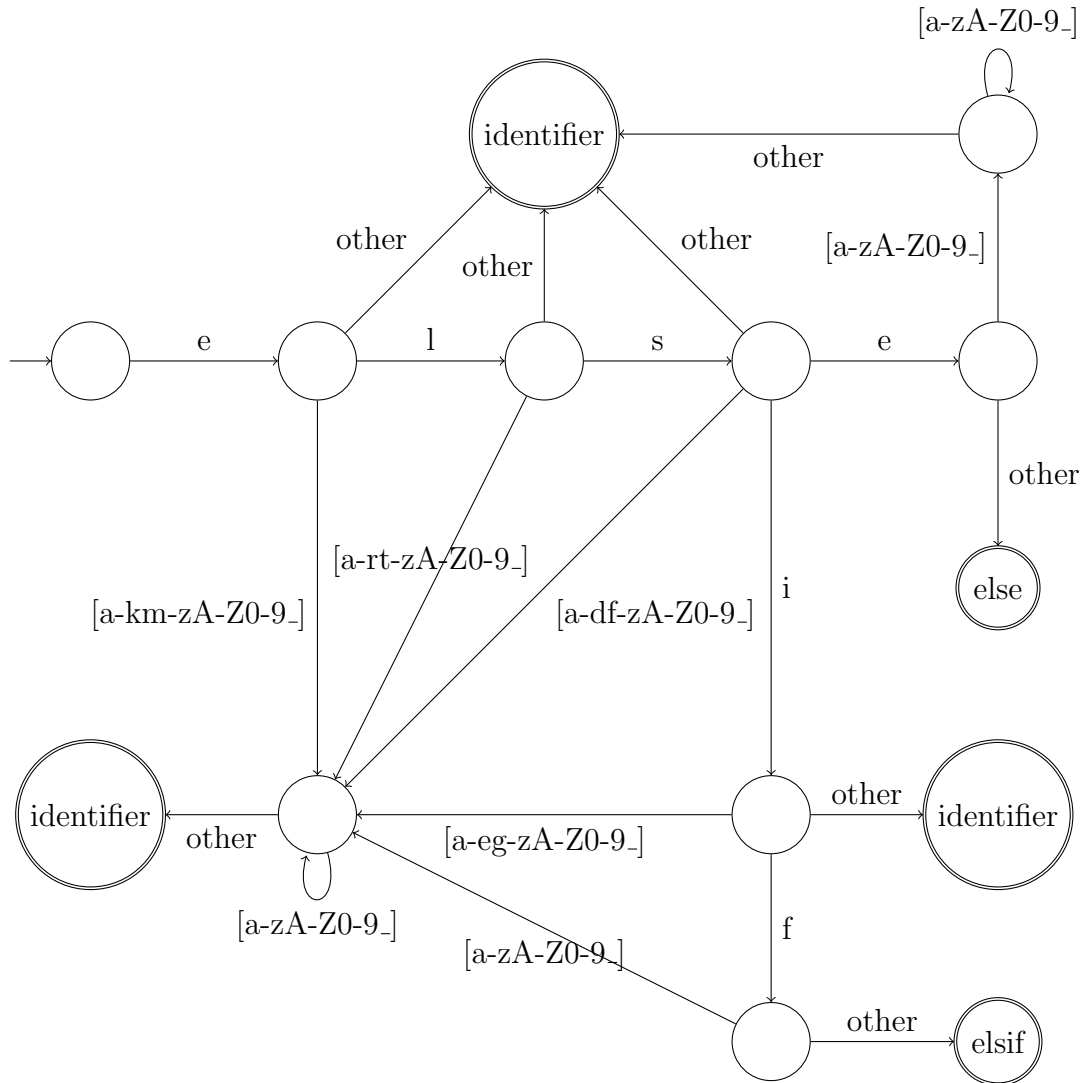 [a-zA-Z0-9_]
identifier
other
other
other
other
[a-zA-Z0-9_]
e
l
s
e
other
[a-rt-zA-Z0-9_]
else
[a-km-zA-Z0-9_]
[a-df-zA-Z0-9_]
i
identifier
other
[a-eg-zA-Z0-9_]
other
identifier
[a-zA-Z0-9_]
f
[a-zA-Z0-9_]
other
elsif